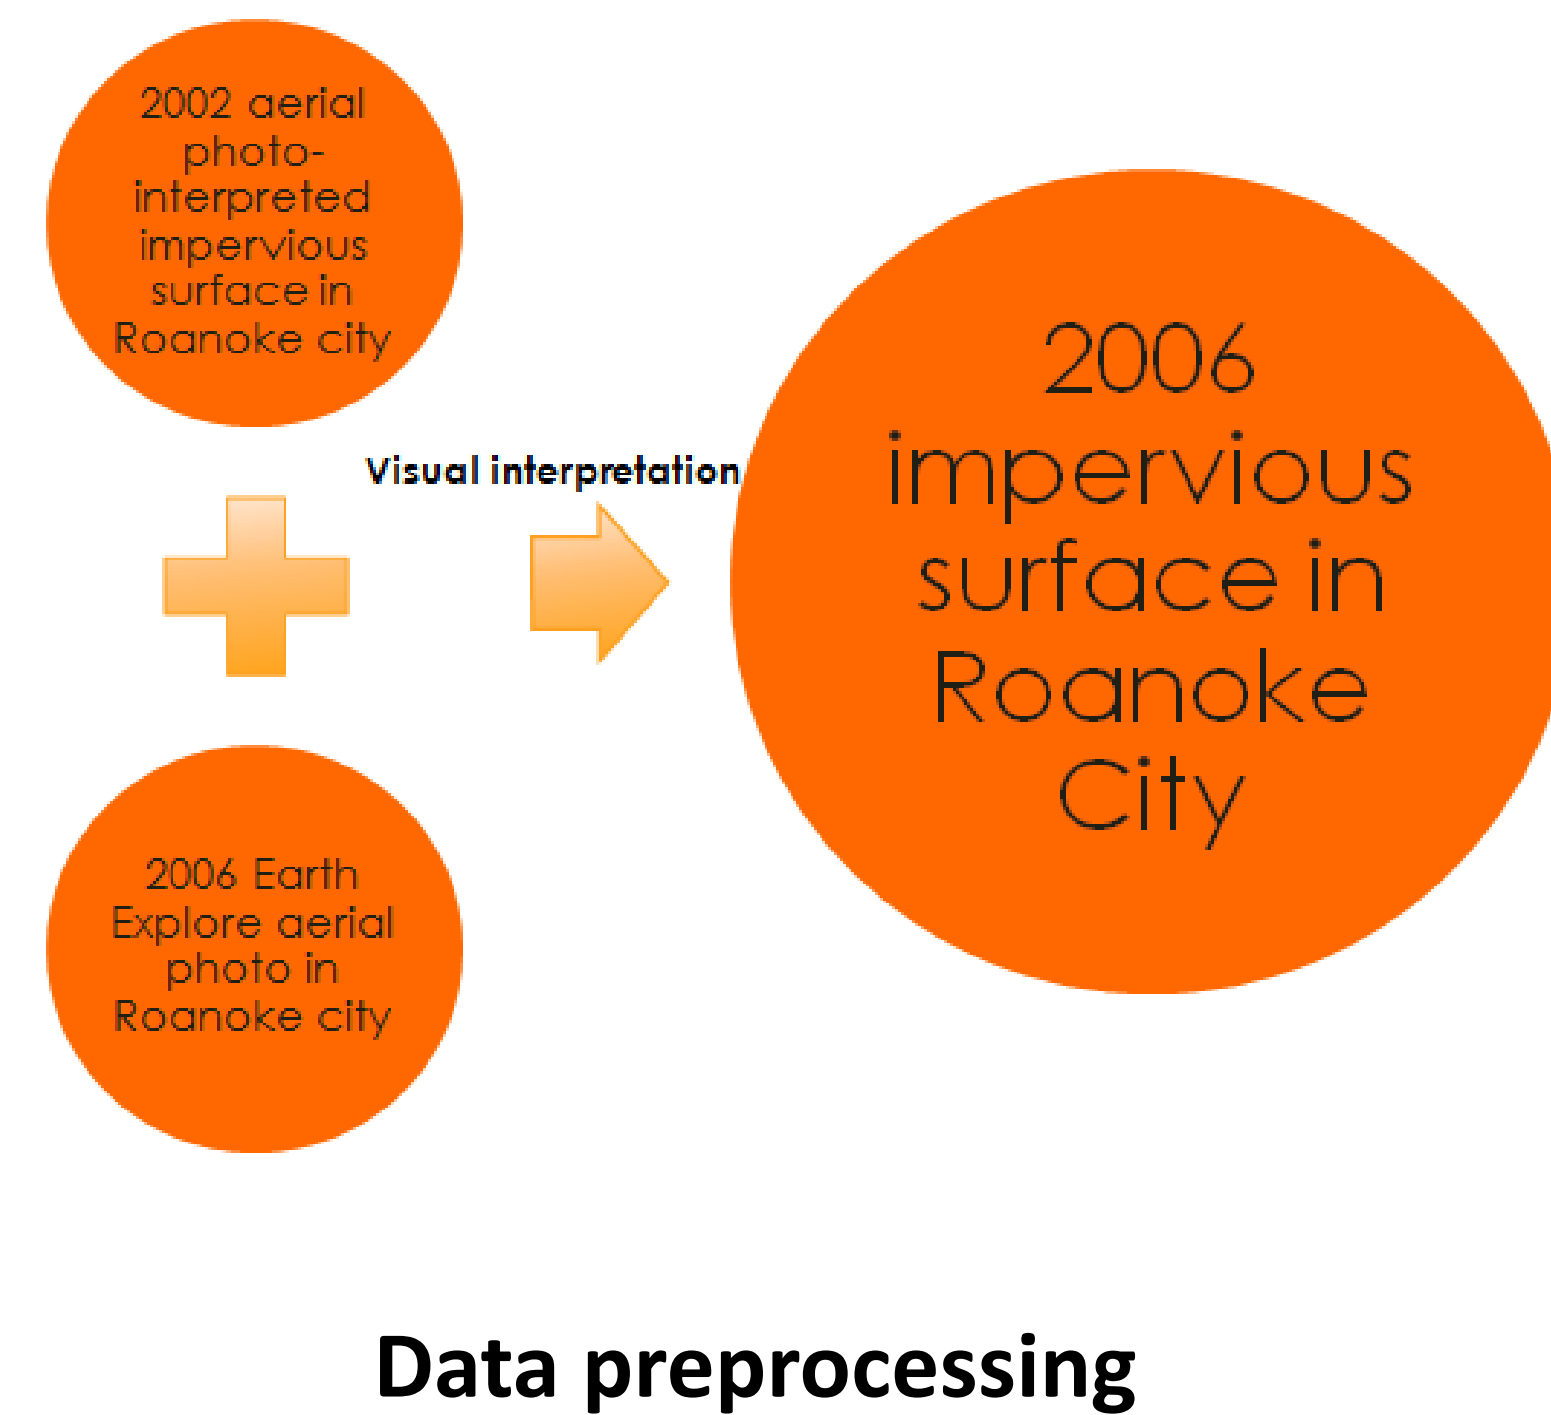 2002 aerial
photo-
interpreted
impervious
surface in
Roanoke city
Visual interpretation
2006 Earth
Explore aerial
photo in
Roanoke city
2006
impervious
surface in
Roanoke
City
Data preprocessing